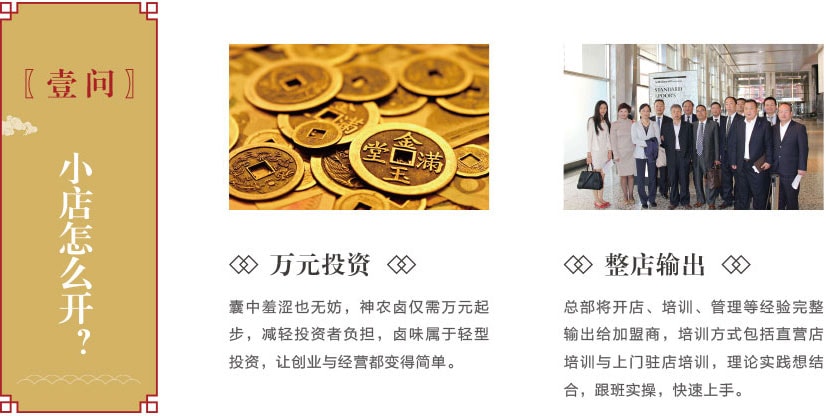 〖壹问〗
小店怎么开？
金玉满堂
STANDARD
&POOR'S
万元投资
囊中羞涩也无妨，神农卤仅需万元起
步，减轻投资者负担，卤味属于轻型
投资，让创业与经营都变得简单。
整店输出
总部将开店、培训、管理等经验完整
输出给加盟商，培训方式包括直营店
培训与上门驻店培训，理论实践想结
合，跟班实操，快速上手。